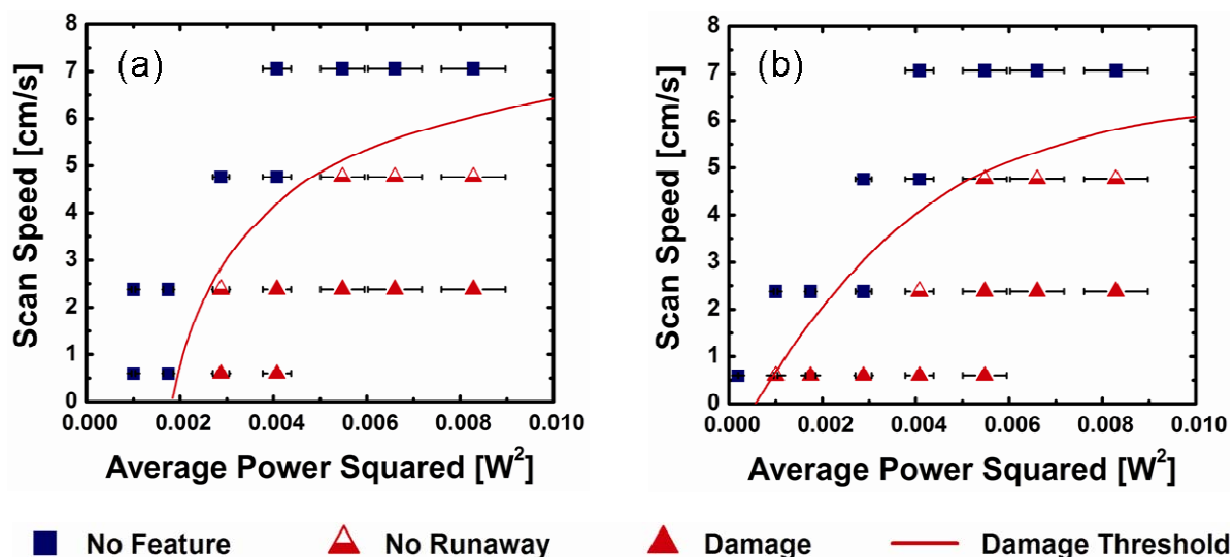 (a)
Scan Speed [cm/s]
8
7
6
5
4
3
2
1
0
0.000 0.002 0.004 0.006 0.008 0.010
Average Power Squared [W²]
(b)
Scan Speed [cm/s]
8
7
6
5
4
3
2
1
0
0.000 0.002 0.004 0.006 0.008 0.010
Average Power Squared [W²]
No Feature No Runaway Damage Damage Threshold